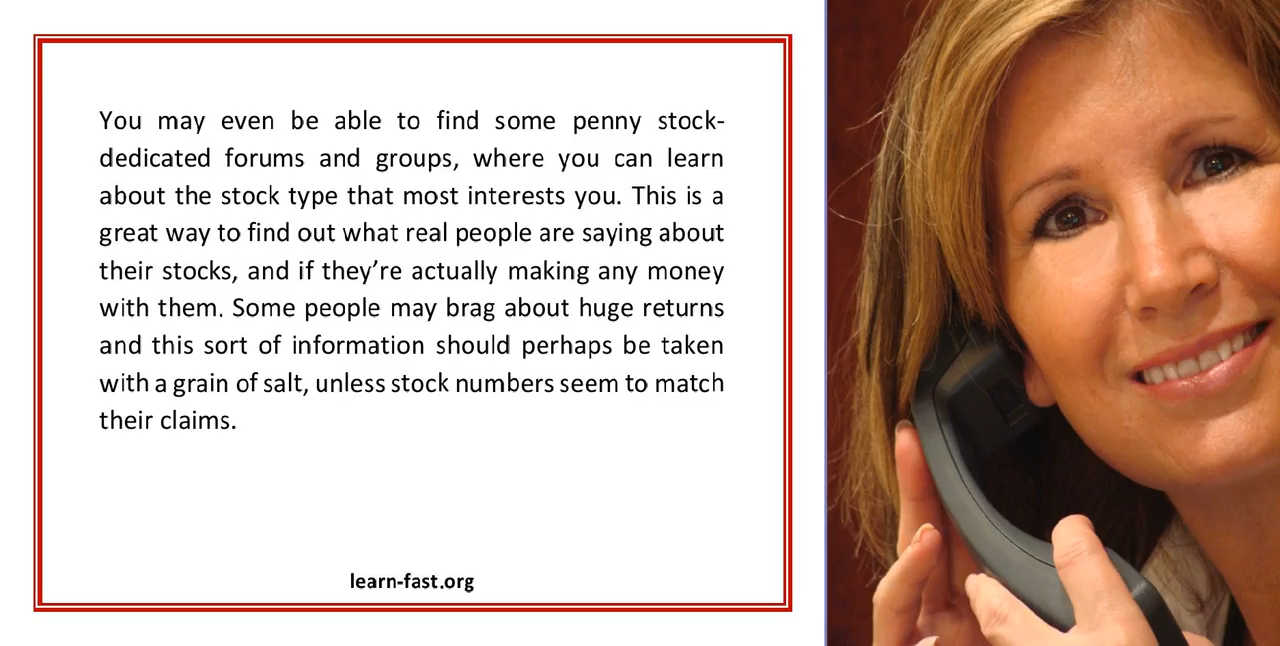 You may even be able to find some penny stock-
dedicated forums and groups, where you can learn
about the stock type that most interests you. This is a
great way to find out what real people are saying about
their stocks, and if they’re actually making any money
with them. Some people may brag about huge returns
and this sort of information should perhaps be taken
with a grain of salt, unless stock numbers seem to match
their claims.
learn-fast.org